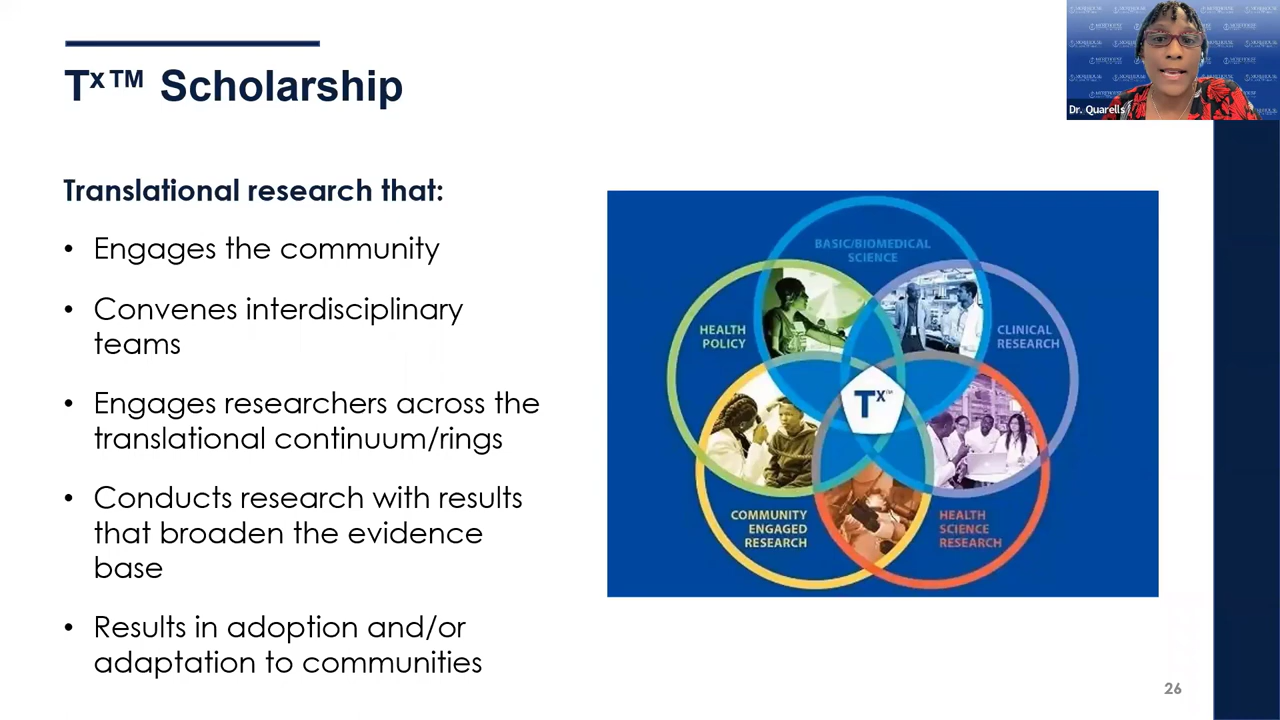 Tˣ™ Scholarship
Dr. Quarells
Translational research that:
• Engages the community
• Convenes interdisciplinary
teams
• Engages researchers across the
translational continuum/rings
• Conducts research with results
that broaden the evidence
base
• Results in adoption and/or
adaptation to communities
BASIC/BIOMEDICAL
SCIENCE
HEALTH
POLICY
CLINICAL
RESEARCH
Tˣ™
COMMUNITY
ENGAGED
RESEARCH
HEALTH
SCIENCE
RESEARCH
26